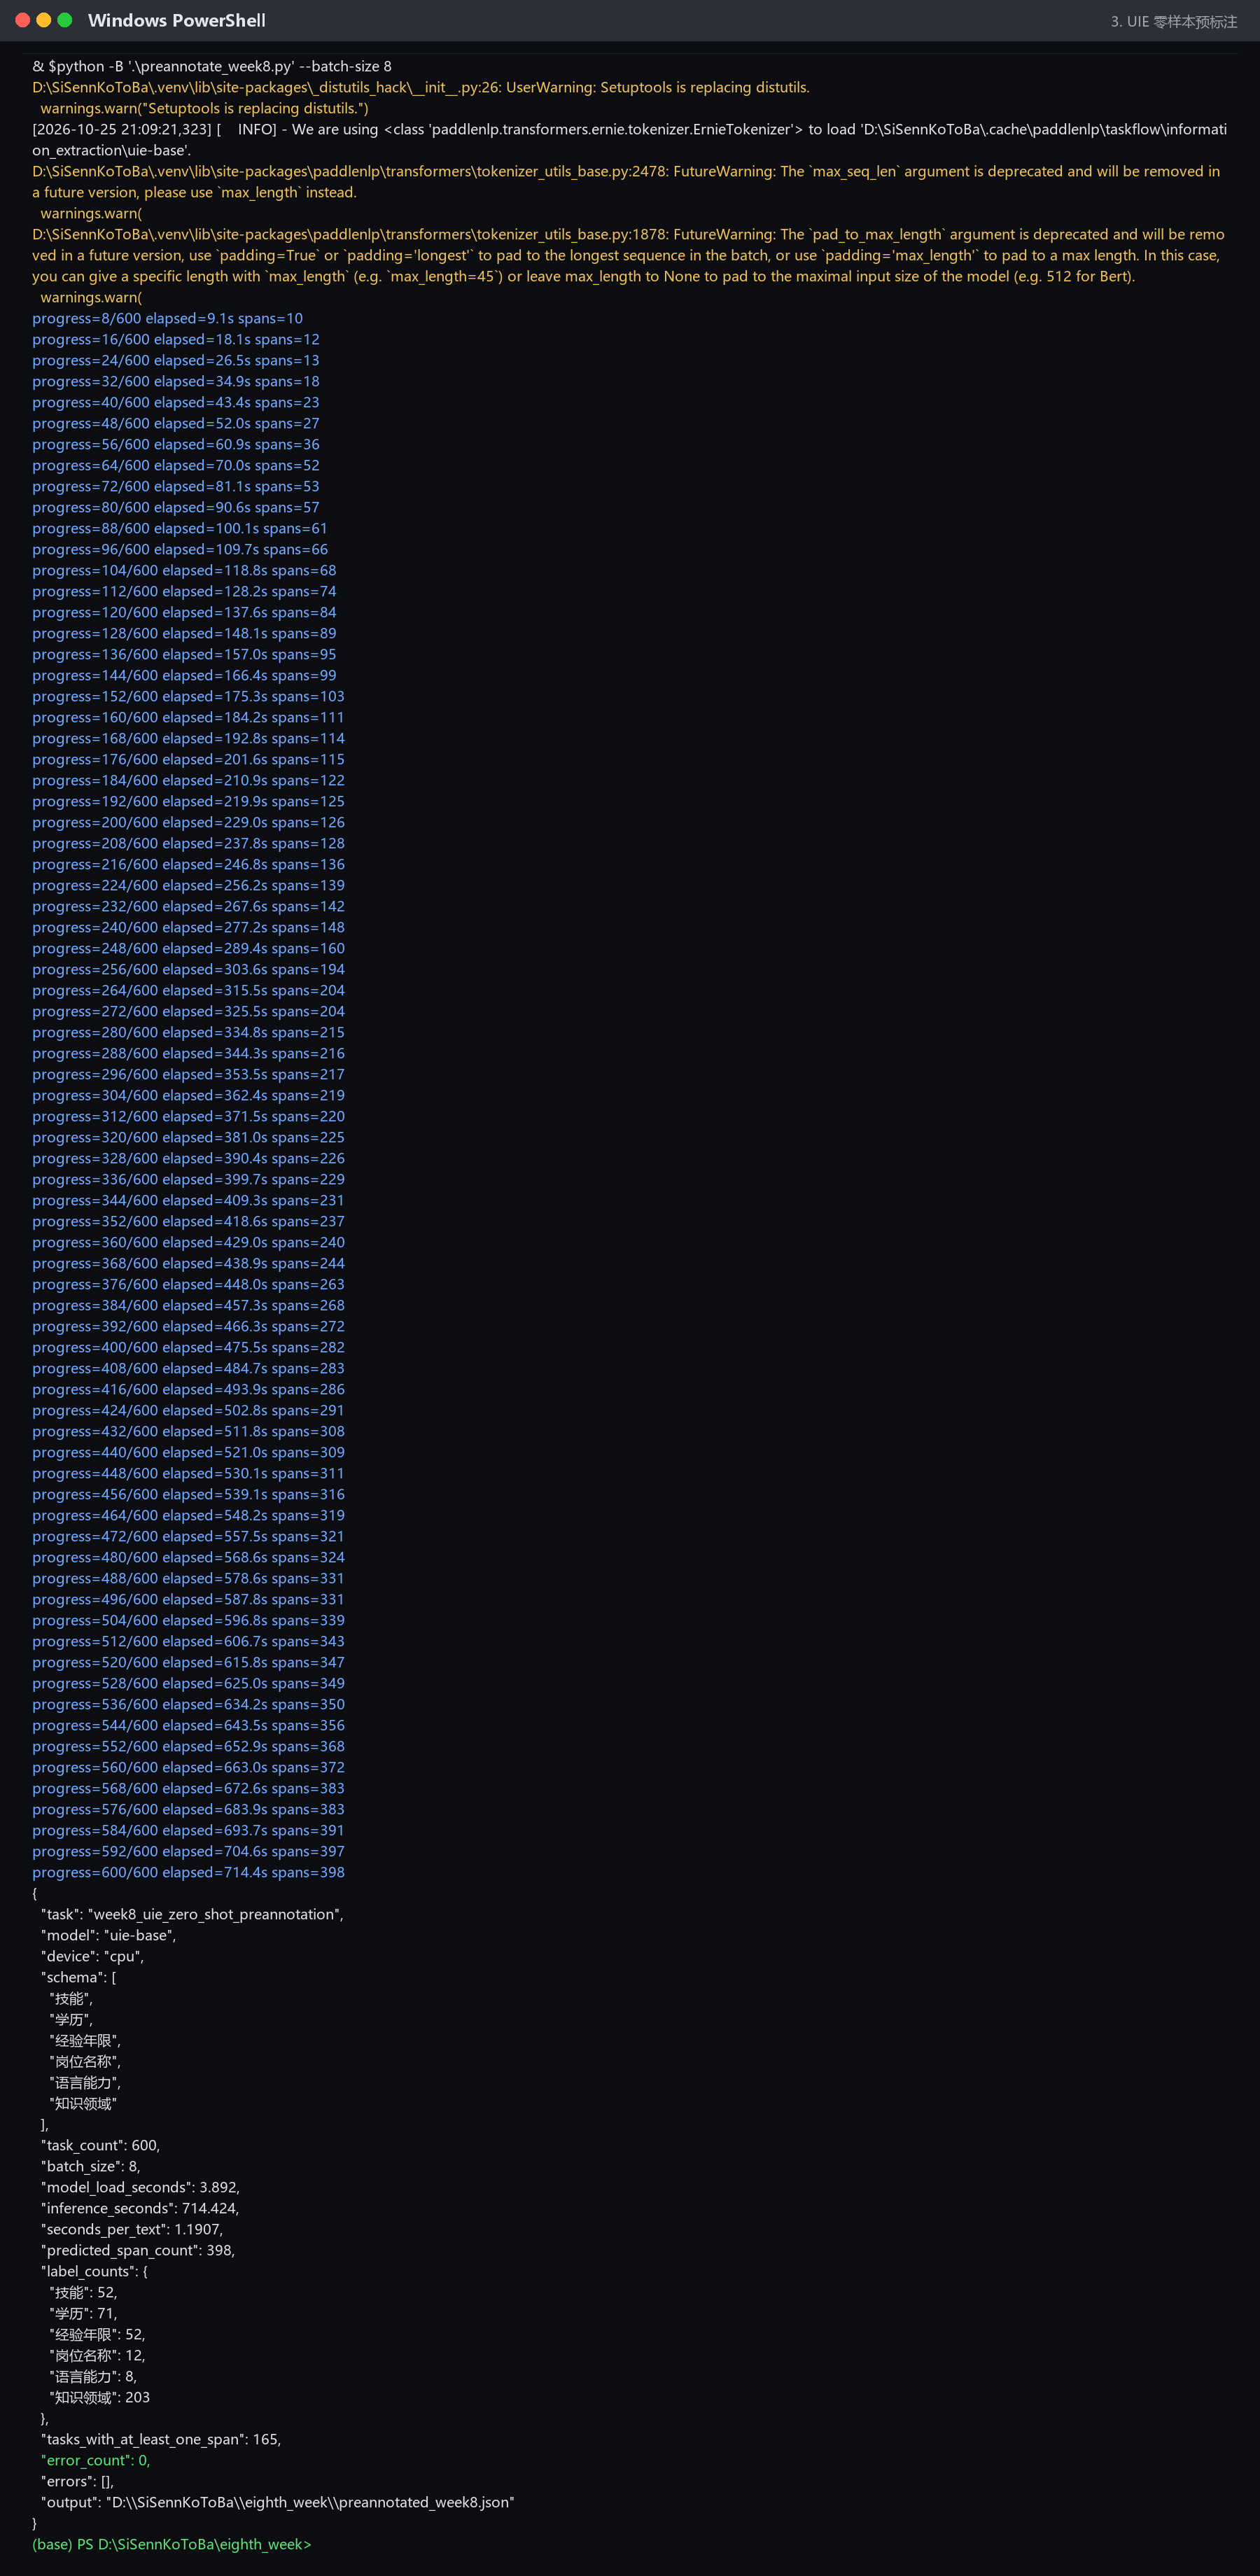 Windows PowerShell
3. UIE 零样本预标注
& $python -B '.\preannotate_week8.py' --batch-size 8
D:\SiSennKoToBa\.venv\lib\site-packages\_distutils_hack\__init__.py:26: UserWarning: Setuptools is replacing distutils.
warnings.warn("Setuptools is replacing distutils.")
[2026-10-25 21:09:21,323] [    INFO] - We are using <class 'paddlenlp.transformers.ernie.tokenizer.ErnieTokenizer'> to load 'D:\SiSennKoToBa\.cache\paddlenlp\taskflow\informati
on_extraction\uie-base'.
D:\SiSennKoToBa\.venv\lib\site-packages\paddlenlp\transformers\tokenizer_utils_base.py:2478: FutureWarning: The `max_seq_len` argument is deprecated and will be removed in
a future version, please use `max_length` instead.
warnings.warn(
D:\SiSennKoToBa\.venv\lib\site-packages\paddlenlp\transformers\tokenizer_utils_base.py:1878: FutureWarning: The `pad_to_max_length` argument is deprecated and will be remo
ved in a future version, use `padding=True` or `padding='longest'` to pad to the longest sequence in the batch, or use `padding='max_length'` to pad to a max length. In this case,
you can give a specific length with `max_length` (e.g. `max_length=45`) or leave max_length to None to pad to the maximal input size of the model (e.g. 512 for Bert).
warnings.warn(
progress=8/600 elapsed=9.1s spans=10
progress=16/600 elapsed=18.1s spans=12
progress=24/600 elapsed=26.5s spans=13
progress=32/600 elapsed=34.9s spans=18
progress=40/600 elapsed=43.4s spans=23
progress=48/600 elapsed=52.0s spans=27
progress=56/600 elapsed=60.9s spans=36
progress=64/600 elapsed=70.0s spans=52
progress=72/600 elapsed=81.1s spans=53
progress=80/600 elapsed=90.6s spans=57
progress=88/600 elapsed=100.1s spans=61
progress=96/600 elapsed=109.7s spans=66
progress=104/600 elapsed=118.8s spans=68
progress=112/600 elapsed=128.2s spans=74
progress=120/600 elapsed=137.6s spans=84
progress=128/600 elapsed=148.1s spans=89
progress=136/600 elapsed=157.0s spans=95
progress=144/600 elapsed=166.4s spans=99
progress=152/600 elapsed=175.3s spans=103
progress=160/600 elapsed=184.2s spans=111
progress=168/600 elapsed=192.8s spans=114
progress=176/600 elapsed=201.6s spans=115
progress=184/600 elapsed=210.9s spans=122
progress=192/600 elapsed=219.9s spans=125
progress=200/600 elapsed=229.0s spans=126
progress=208/600 elapsed=237.8s spans=128
progress=216/600 elapsed=246.8s spans=136
progress=224/600 elapsed=256.2s spans=139
progress=232/600 elapsed=267.6s spans=142
progress=240/600 elapsed=277.2s spans=148
progress=248/600 elapsed=289.4s spans=160
progress=256/600 elapsed=303.6s spans=194
progress=264/600 elapsed=315.5s spans=204
progress=272/600 elapsed=325.5s spans=204
progress=280/600 elapsed=334.8s spans=215
progress=288/600 elapsed=344.3s spans=216
progress=296/600 elapsed=353.5s spans=217
progress=304/600 elapsed=362.4s spans=219
progress=312/600 elapsed=371.5s spans=220
progress=320/600 elapsed=381.0s spans=225
progress=328/600 elapsed=390.4s spans=226
progress=336/600 elapsed=399.7s spans=229
progress=344/600 elapsed=409.3s spans=231
progress=352/600 elapsed=418.6s spans=237
progress=360/600 elapsed=429.0s spans=240
progress=368/600 elapsed=438.9s spans=244
progress=376/600 elapsed=448.0s spans=263
progress=384/600 elapsed=457.3s spans=268
progress=392/600 elapsed=466.3s spans=272
progress=400/600 elapsed=475.5s spans=282
progress=408/600 elapsed=484.7s spans=283
progress=416/600 elapsed=493.9s spans=286
progress=424/600 elapsed=502.8s spans=291
progress=432/600 elapsed=511.8s spans=308
progress=440/600 elapsed=521.0s spans=309
progress=448/600 elapsed=530.1s spans=311
progress=456/600 elapsed=539.1s spans=316
progress=464/600 elapsed=548.2s spans=319
progress=472/600 elapsed=557.5s spans=321
progress=480/600 elapsed=568.6s spans=324
progress=488/600 elapsed=578.6s spans=331
progress=496/600 elapsed=587.8s spans=331
progress=504/600 elapsed=596.8s spans=339
progress=512/600 elapsed=606.7s spans=343
progress=520/600 elapsed=615.8s spans=347
progress=528/600 elapsed=625.0s spans=349
progress=536/600 elapsed=634.2s spans=350
progress=544/600 elapsed=643.5s spans=356
progress=552/600 elapsed=652.9s spans=368
progress=560/600 elapsed=663.0s spans=372
progress=568/600 elapsed=672.6s spans=383
progress=576/600 elapsed=683.9s spans=383
progress=584/600 elapsed=693.7s spans=391
progress=592/600 elapsed=704.6s spans=397
progress=600/600 elapsed=714.4s spans=398
{
"task": "week8_uie_zero_shot_preannotation",
"model": "uie-base",
"device": "cpu",
"schema": [
"技能",
"学历",
"经验年限",
"岗位名称",
"语言能力",
"知识领域"
],
"task_count": 600,
"batch_size": 8,
"model_load_seconds": 3.892,
"inference_seconds": 714.424,
"seconds_per_text": 1.1907,
"predicted_span_count": 398,
"label_counts": {
"技能": 52,
"学历": 71,
"经验年限": 52,
"岗位名称": 12,
"语言能力": 8,
"知识领域": 203
},
"tasks_with_at_least_one_span": 165,
"error_count": 0,
"errors": [],
"output": "D:\\SiSennKoToBa\\eighth_week\\preannotated_week8.json"
}
(base) PS D:\SiSennKoToBa\eighth_week>